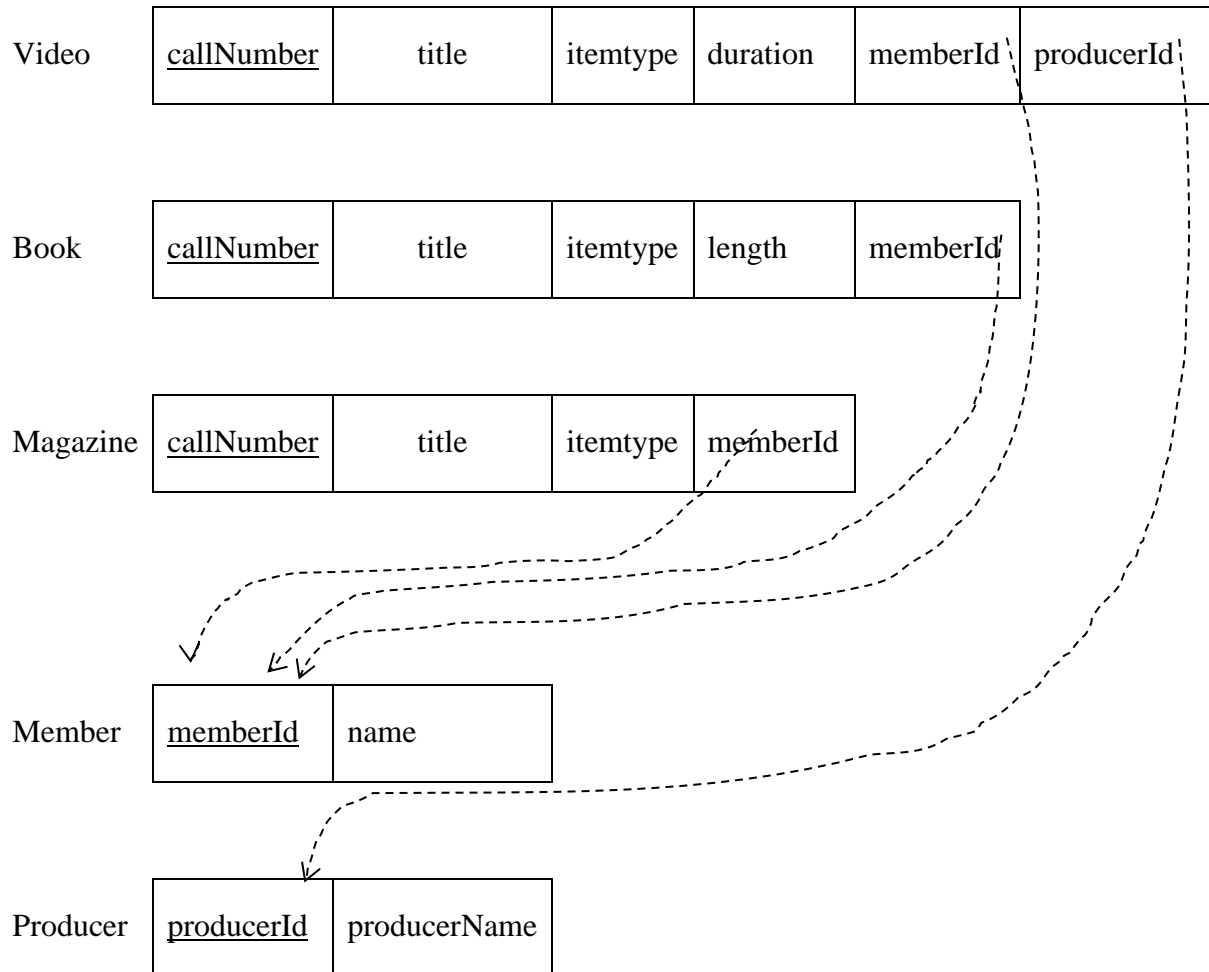 Video callNumber title itemtype duration memberId producerId
Book callNumber title itemtype length memberId
Magazine callNumber title itemtype memberId
Member memberId name
Producer producerId producerName